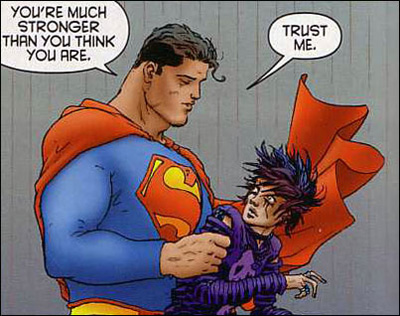 YOU'RE MUCH
STRONGER
THAN YOU THINK
YOU ARE.
TRUST
ME.